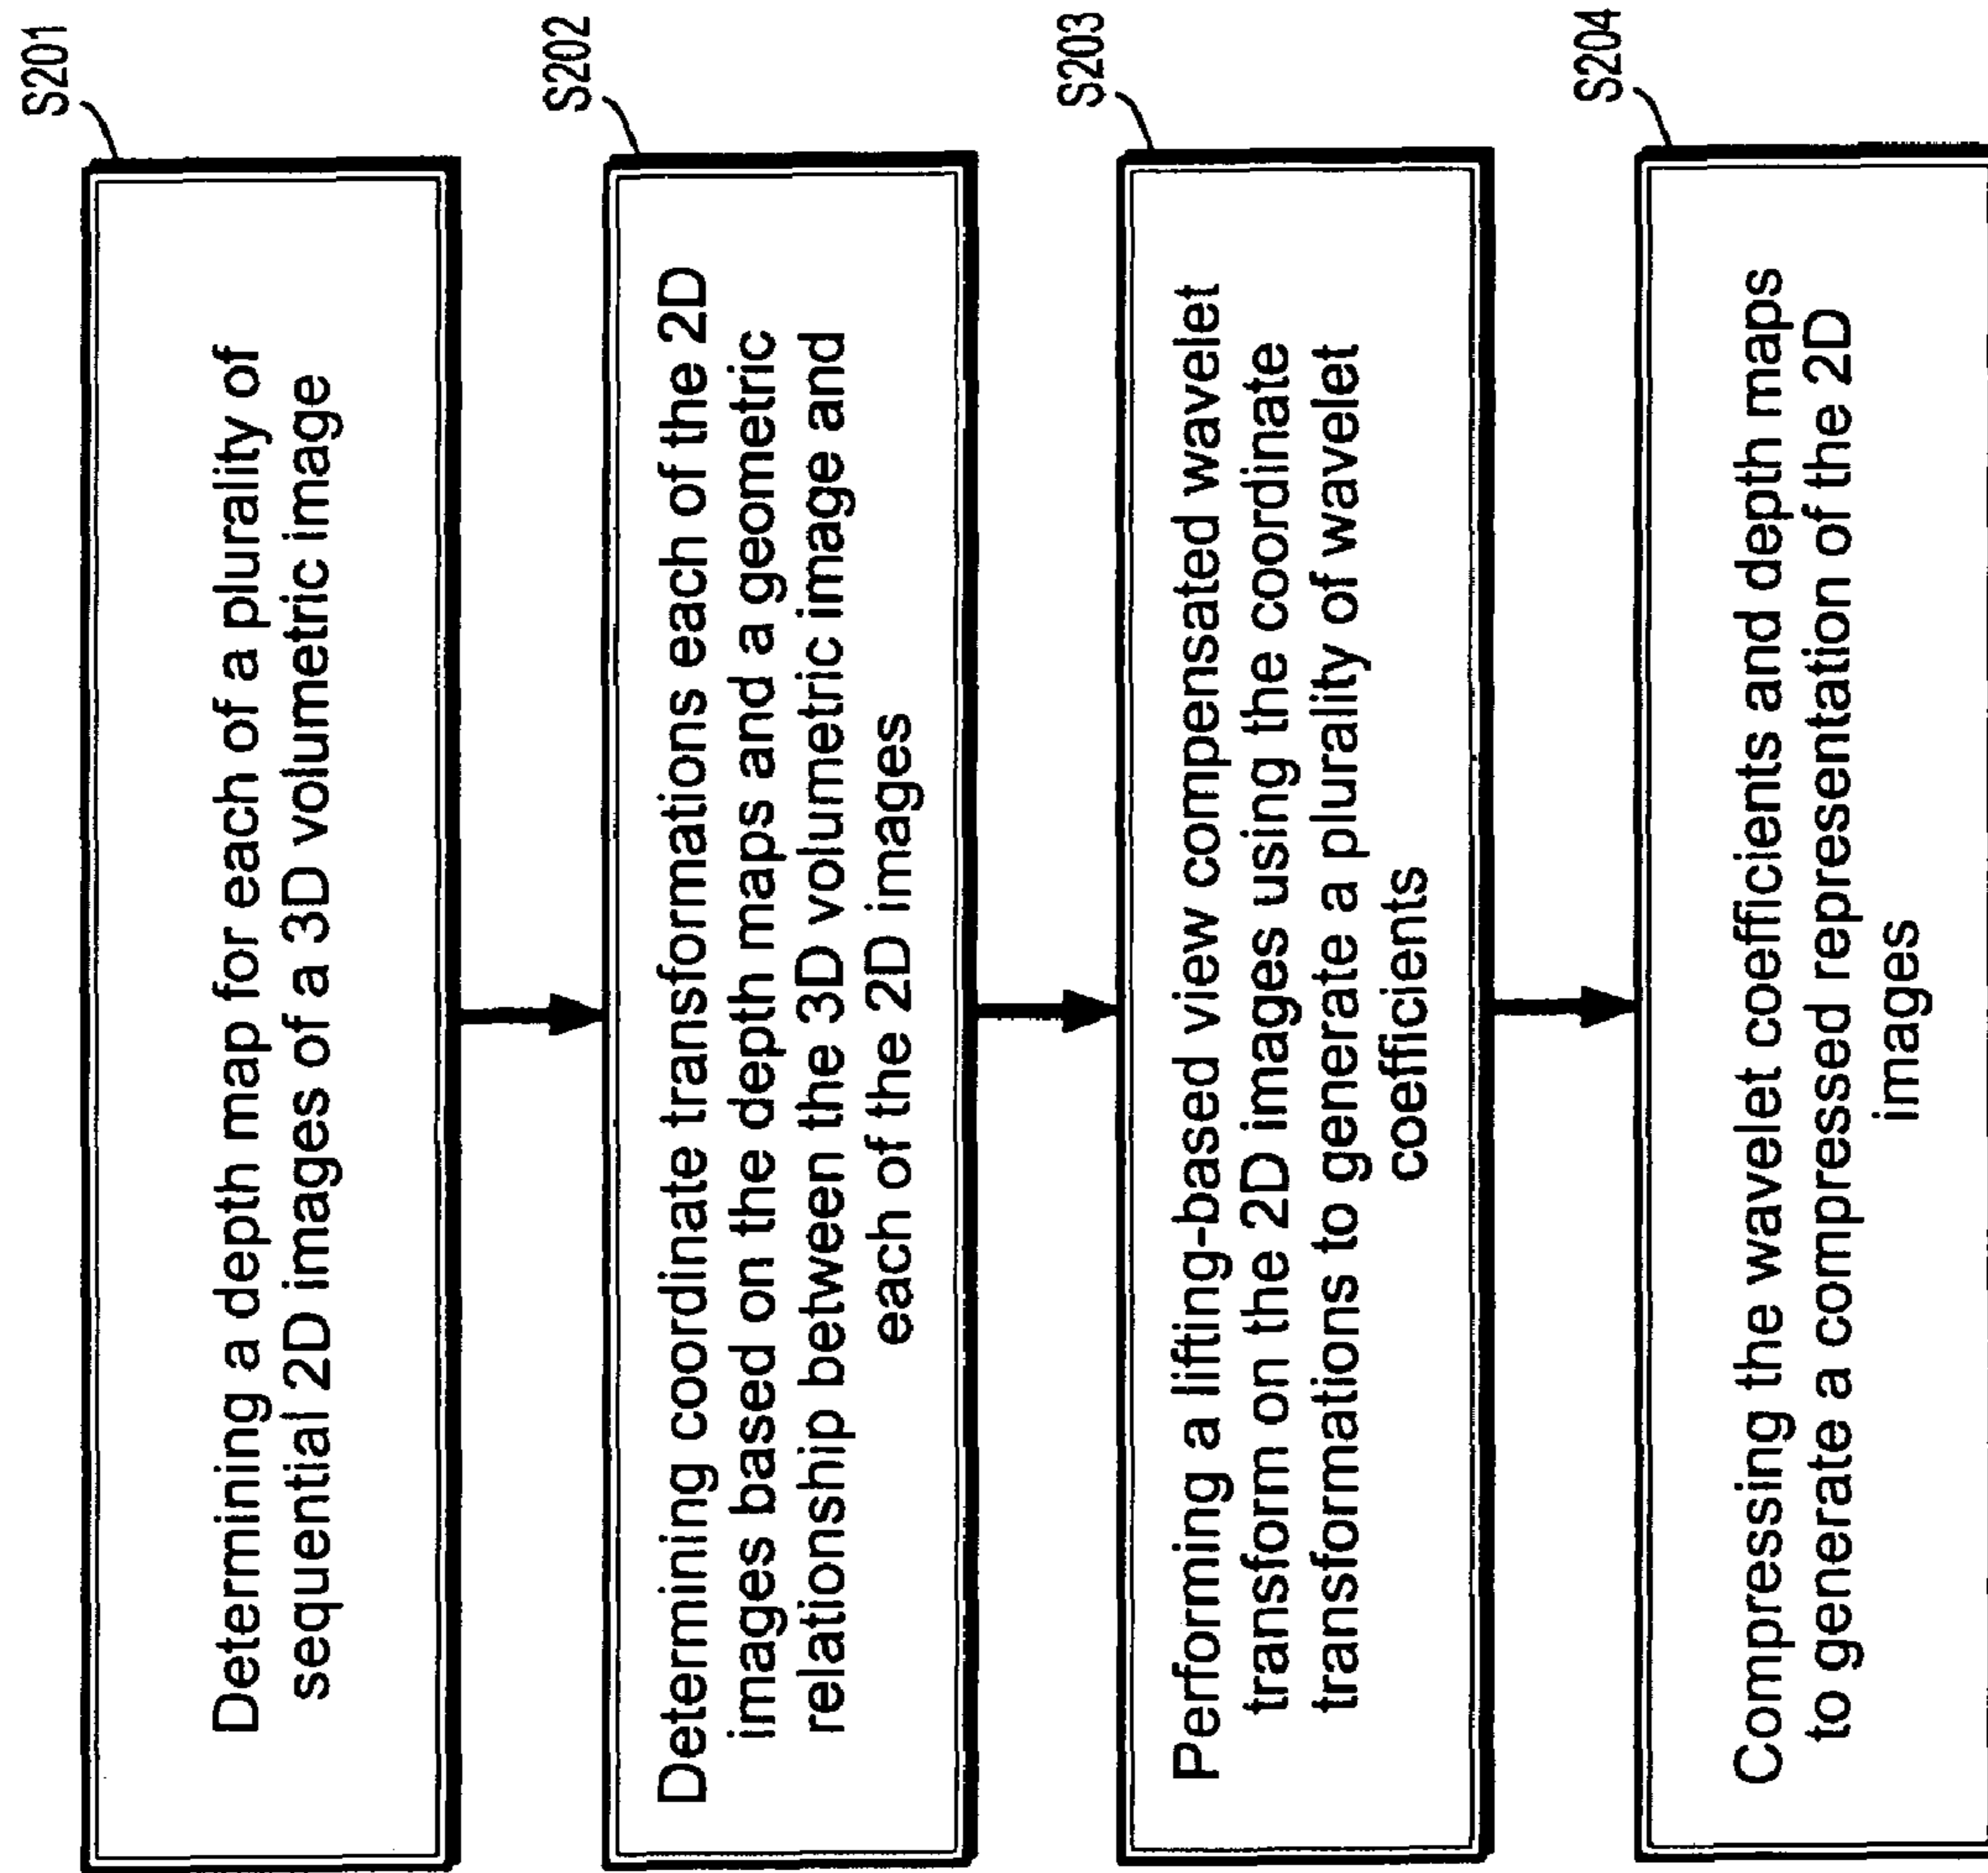 S201
Determining a depth map for each of a plurality of
sequential 2D images of a 3D volumetric image
S202
Determining coordinate transformations each of the 2D
images based on the depth maps and a geometric
relationship between the 3D volumetric image and
each of the 2D images
S203
Performing a lifting-based view compensated wavelet
transform on the 2D images using the coordinate
transformations to generate a plurality of wavelet
coefficients
S204
Compressing the wavelet coefficients and depth maps
to generate a compressed representation of the 2D
images